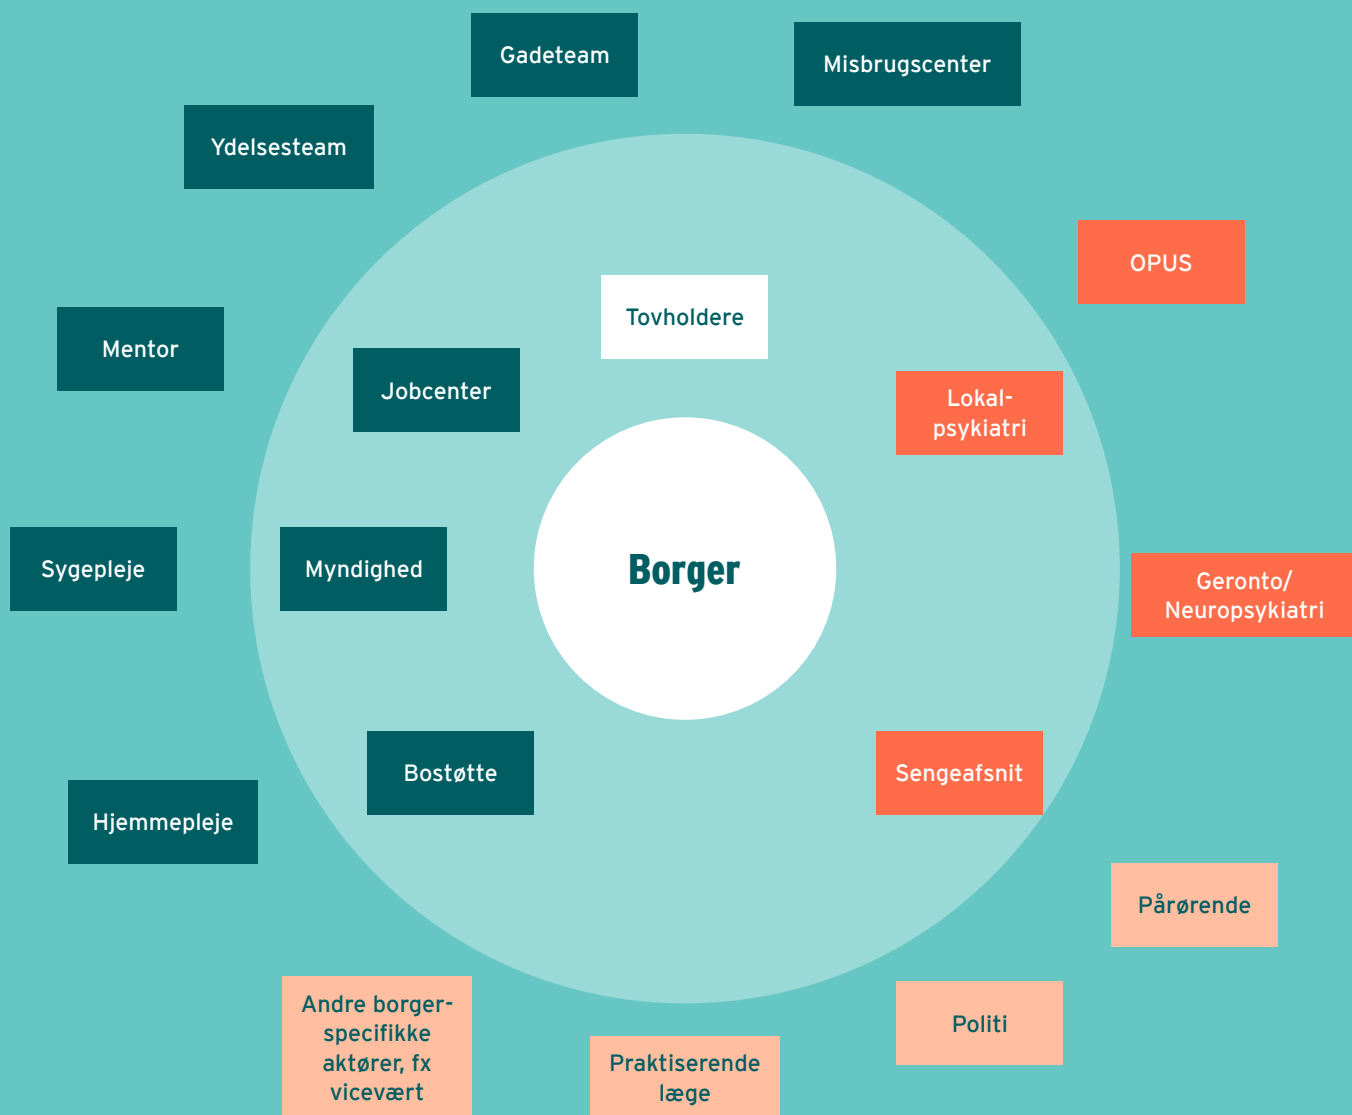 Gadeteam
Misbrugscenter
Ydelsesteam
OPUS
Tovholdere
Mentor
Jobcenter
Lokal-
psykiatri
Sygepleje
Myndighed
Borger
Geronto/
Neuropsykiatri
Bostøtte
Sengeafsnit
Hjemmepleje
Pårørende
Andre borger-
specifikke
aktører, fx
vicevært
Praktiserende
læge
Politi